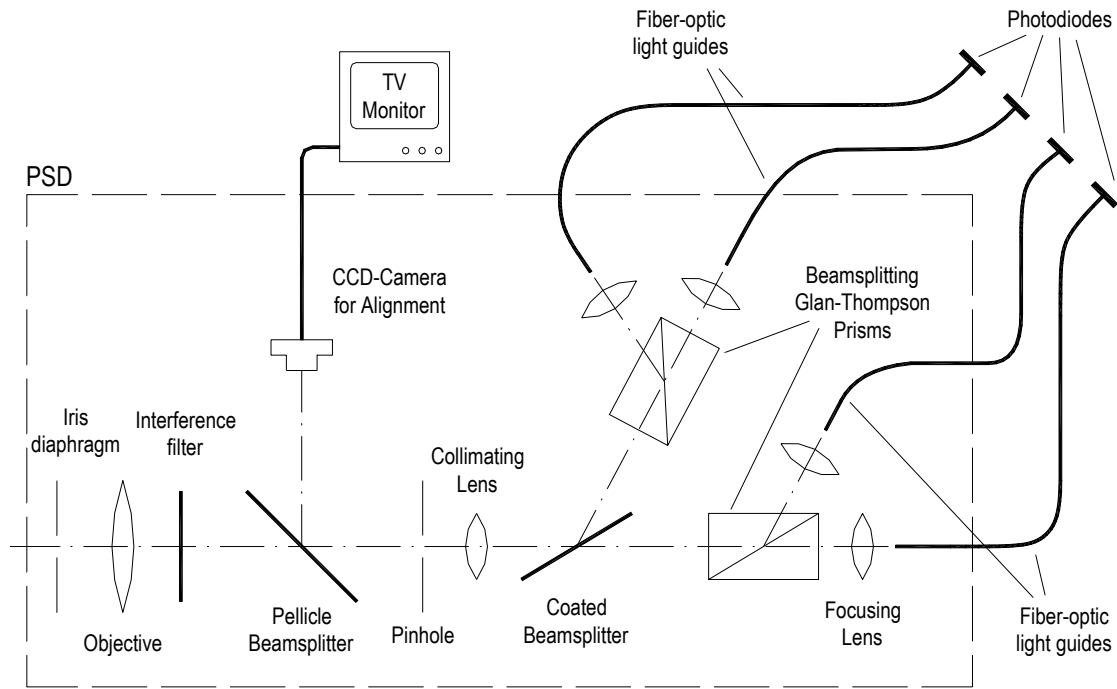 Fiber-optic
light guides
Photodiodes
TV
Monitor
PSD
CCD-Camera
for Alignment
Beamsplitting
Glan-Thompson
Prisms
Iris
diaphragm
Interference
filter
Collimating
Lens
Objective
Pellicle
Beamsplitter
Pinhole
Coated
Beamsplitter
Focusing
Lens
Fiber-optic
light guides